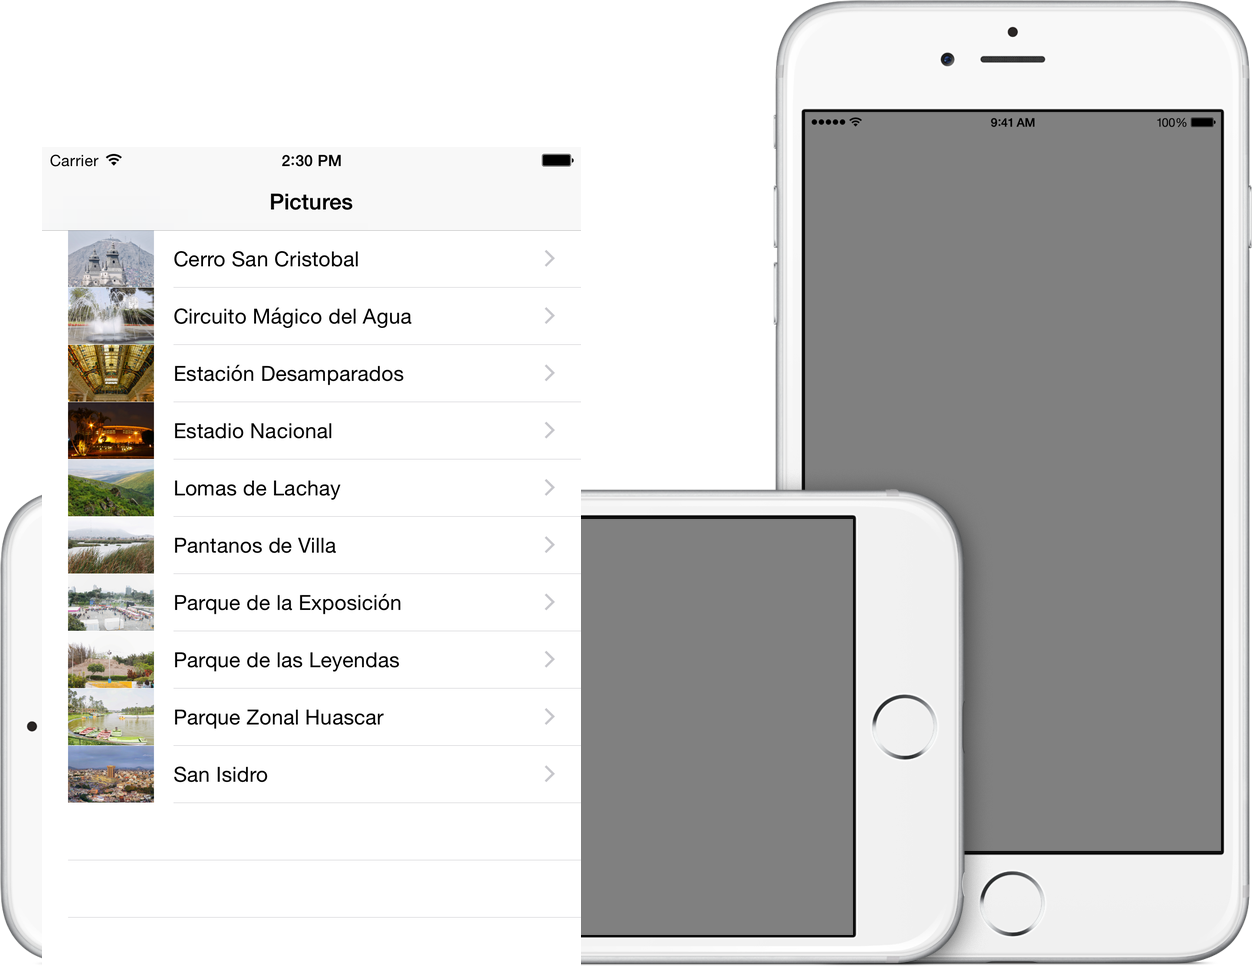 9:41 AM 100%
Carrier 2:30 PM
Pictures
Cerro San Cristobal
Circuito Mágico del Agua
Estación Desamparados
Estadio Nacional
Lomas de Lachay
Pantanos de Villa
Parque de la Exposición
Parque de las Leyendas
Parque Zonal Huascar
San Isidro